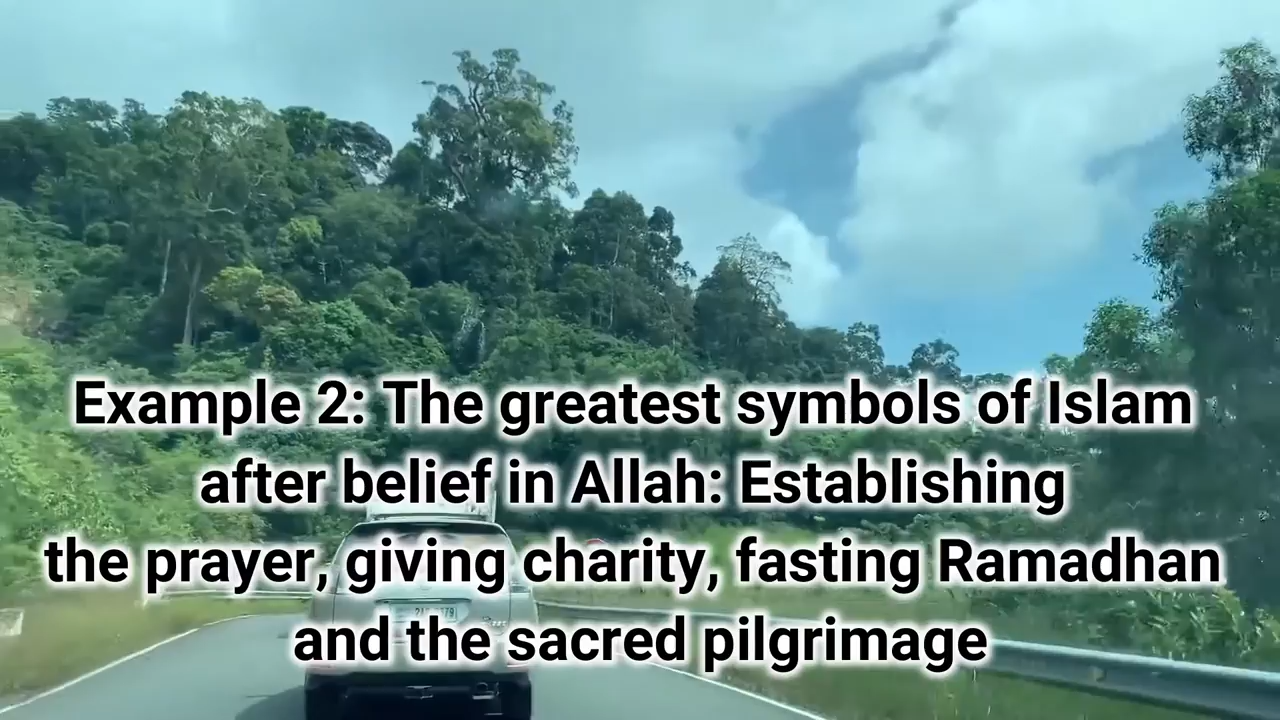 Example 2: The greatest symbols of Islam
after belief in Allah: Establishing
the prayer, giving charity, fasting Ramadhan
and the sacred pilgrimage